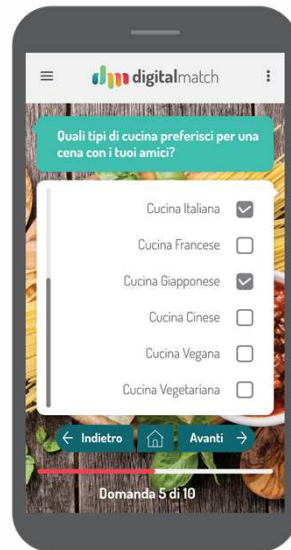 dm digitalmatch
Quali tipi di cucina preferisci per una
cena con i tuoi amici?
Cucina Italiana
Cucina Francese
Cucina Giapponese
Cucina Cinese
Cucina Vegana
Cucina Vegetariana
← Indietro Avanti →
Domanda 5 di 10